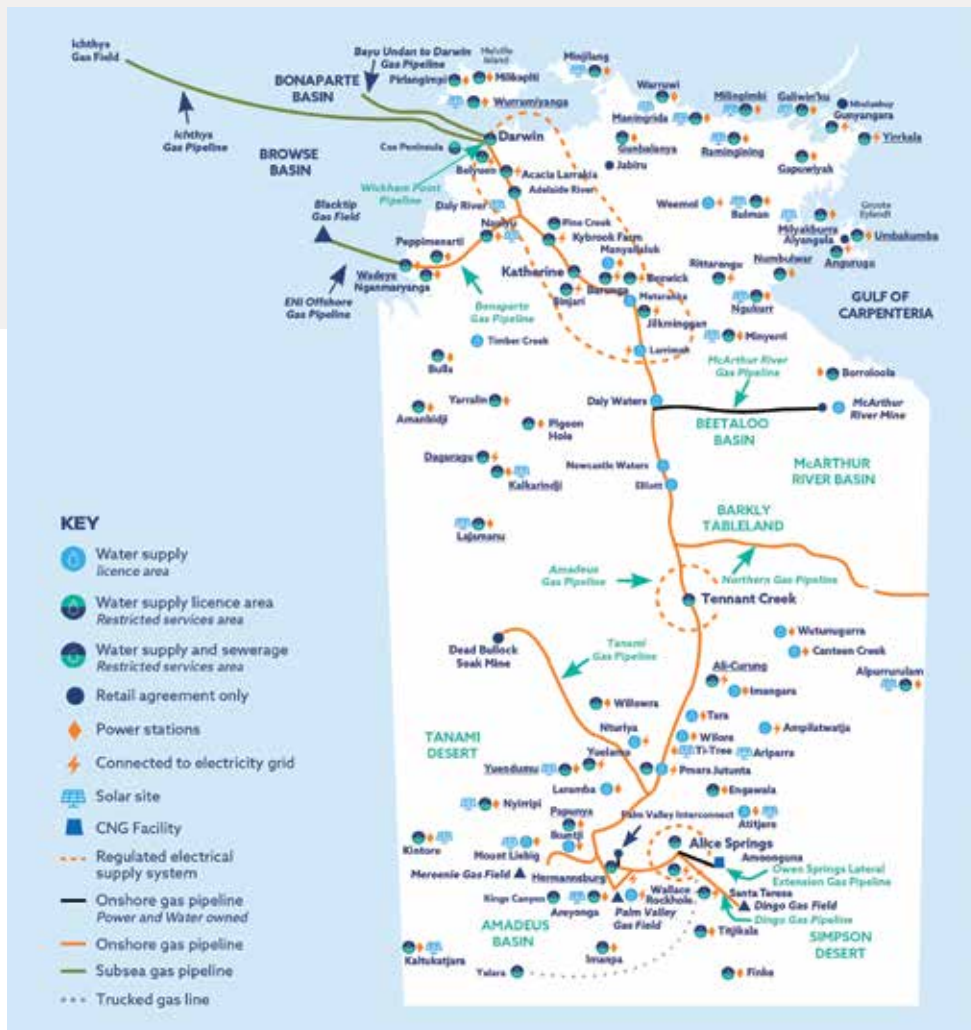 Ichthys
Gas Field
Bayu Undan to Darwin
Gas Pipeline
Melville
Island
BONAPARTE
BASIN
Pirlangimpi
Milikapiti
Minjilang
Wurrumiyanga
Warruwi
Maningrida
Milingimbi
Galiwin'ku
Nhulunbuy
Gunyangara
Yirrkala
Ichthys
Gas Pipeline
BROWSE
BASIN
Darwin
Cox Peninsula
Gunbalanya
Ramingining
Gapuwiyak
Jabiru
Belyuen
Acacia Larrakia
Wickham Point
Pipeline
Adelaide River
Blacktip
Gas Field
Daly River
Nauiyu
Pine Creek
Kybrook Farm
Manyallaluk
Weemol
Bulman
Groote
Eylandt
Milyakburra
Alyangula
Umbakumba
Angurugu
Peppimenarti
Wadeye
Nganmaryanga
Katherine
Barunga
Beswick
Rittarangu
Numbulwar
ENI Offshore
Pipeline
Bonaparte
Gas Pipeline
Binjari
Mataranka
Jilkminggan
Ngukurr
GULF OF
CARPENTERIA
Timber Creek
Larrimah
Minyerri
Bulla
McArthur River
Gas Pipeline
Borroloola
Yarralin
Amanbidji
Daly Waters
McArthur
River Mine
Pigeon
Hole
BEETALOO
BASIN
Daguragu
Kalkarindji
Newcastle Waters
Elliott
McARTHUR
RIVER BASIN
KEY
Water supply
licence area
Water supply licence area
Restricted services area
Water supply and sewerage
Restricted services area
Retail agreement only
Power stations
Connected to electricity grid
Solar site
CNG Facility
Regulated electrical
supply system
Onshore gas pipeline
Power and Water owned
Onshore gas pipeline
Subsea gas pipeline
Trucked gas line
Lajamanu
BARKLY
TABLELAND
Amadeus
Gas Pipeline
Northern Gas Pipeline
Tennant Creek
Dead Bullock
Soak Mine
Tanami
Gas Pipeline
Wutunugurra
Canteen Creek
Ali-Curung
Imangara
Alpurrurulam
Willowra
Tara
Nturiya
Wilora
Ampilatwatja
TANAMI
DESERT
Yuelamu
Ti-Tree
Ariparra
Yuendumu
Pmara Jutunta
Laramba
Engawala
Nyirripi
Papunya
Palm Valley Interconnect
Atitjere
Ikuntji
Kintore
Mount Liebig
Alice Springs
Amoonguna
Mereenie Gas Field
Hermannsburg
Owen Springs Lateral
Extension Gas Pipeline
Kings Canyon
Areyonga
Wallace
Rockhole
Santa Teresa
Dingo Gas Field
Palm Valley
Gas Field
Dingo Gas Pipeline
AMADEUS
BASIN
Titjikala
SIMPSON
DESERT
Kaltukatjara
Imanpa
Yulara
Finke